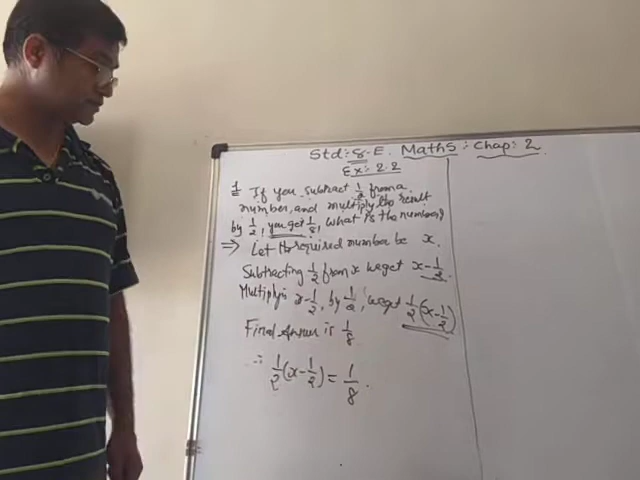 Std:- 8-E. Maths: Chap: 2
Ex: 2.2
1 If you subtract 1/2 from a
number, and multiply the result
by 1/2, you get 1/8, what is the number?
⇒ Let the required number be x.
Subtracting 1/2 from x we get x - 1/2.
Multiplying x - 1/2, by 1/2, we get 1/2(x - 1/2)
Final Answer is 1/8
∴ 1/2(x - 1/2) = 1/8.